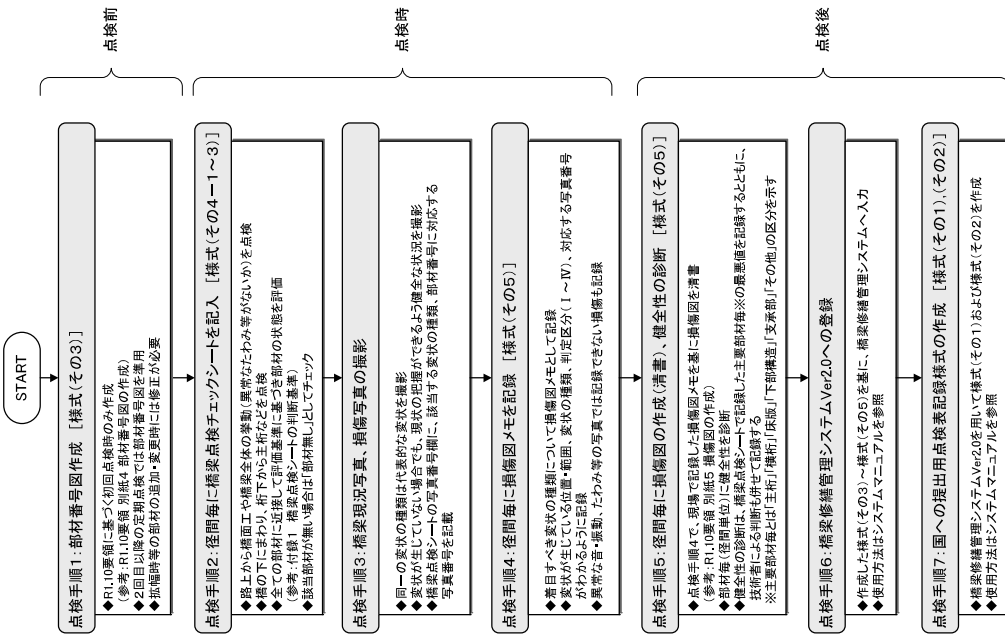 START
点検手順1：部材番号図作成 ［様式（その3）］
◆R1.10要領に基づく初回点検時のみ作成
（参考：R1.10要領 別紙4 部材番号図の作成）
◆2回目以降の定期点検では部材番号図を準用
◆拡幅時等の部材の追加・変更時には修正が必要
点検前
点検手順2：径間毎に橋梁点検チェックシートを記入 ［様式（その4－1～3）］
◆路上から橋面工や橋梁全体の挙動（異常なたわみ等がないか）を点検
◆橋の下にまわり、桁下から主桁などを点検
◆全ての部材に近接して評価基準に基づき部材の状態を評価
（参考：付録1 橋梁点検シートの判断基準）
◆該当部材が無い場合は「部材無し」としてチェック
点検手順3：橋梁現況写真、損傷写真の撮影
◆同一の変状の種類は代表的な変状を撮影
◆変状が生じていない場合でも、現状の把握ができるよう健全な状況を撮影
◆橋梁点検シートの写真番号欄に、該当する変状の種類、部材番号に対応する
写真番号を記載
点検手順4：径間毎に損傷図メモを記録 ［様式（その5）］
◆着目すべき変状の種類について損傷図メモとして記録
◆変状が生じている位置・範囲、変状の種類、判定区分（Ⅰ～Ⅳ）、対応する写真番号
がわかるように記録
◆異常な音・振動、たわみ等の写真では記録できない損傷も記録
点検時
点検手順5：径間毎に損傷図の作成（清書）、健全性の診断 ［様式（その5）］
◆点検手順4で、現場で記録した損傷図メモを基に損傷図を清書
（参考：R1.10要領 別紙5 損傷図の作成）
◆部材毎（径間単位）に健全性を診断
◆健全性の診断は、橋梁点検シートで記録した主要部材毎※の最悪値を記録するとともに、
技術者による判断も併せて記録する
※主要部材毎とは「主桁」「横桁」「床版」「下部構造」「支承部」「その他」の区分を示す
点検手順6：橋梁修繕管理システムVer2.0への登録
◆作成した様式（その3）～様式（その5）を基に、橋梁修繕管理システムへ入力
◆使用方法はシステムマニュアルを参照
点検手順7：国への提出用点検表記録様式の作成 ［様式（その1）,（その2）］
◆橋梁修繕管理システムVer2.0を用いて様式（その1）および様式（その2）を作成
◆使用方法はシステムマニュアルを参照
点検後